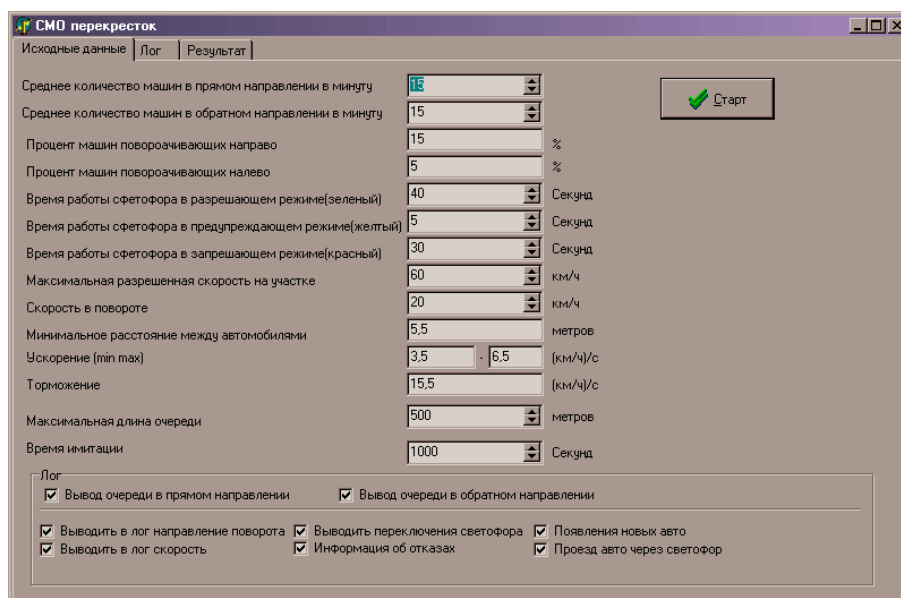 СМО перекресток
Исходные данные Лог Результат
Среднее количество машин в прямом направлении в минуту 15
Старт
Среднее количество машин в обратном направлении в минуту 15
Процент машин повороачивающих направо 15 %
Процент машин повороачивающих налево 5 %
Время работы сфетофора в разрешающем режиме(зеленый) 40 Секунд
Время работы сфетофора в предупреждающем режиме(желтый) 5 Секунд
Время работы сфетофора в запрешающем режиме(красный) 30 Секунд
Максимальная разрешенная скорость на участке 60 км/ч
Скорость в повороте 20 км/ч
Минимальное расстояние между автомобилями 5,5 метров
Ускорение (min max) 3,5 - 6,5 (км/ч)/с
Торможение 15,5 (км/ч)/с
Максимальная длина очереди 500 метров
Время имитации 1000 Секунд
Лог
Вывод очереди в прямом направлении Вывод очереди в обратном направлении
Выводить в лог направление поворота Выводить переключения светофора Появления новых авто
Выводить в лог скорость Информация об отказах Проезд авто через светофор